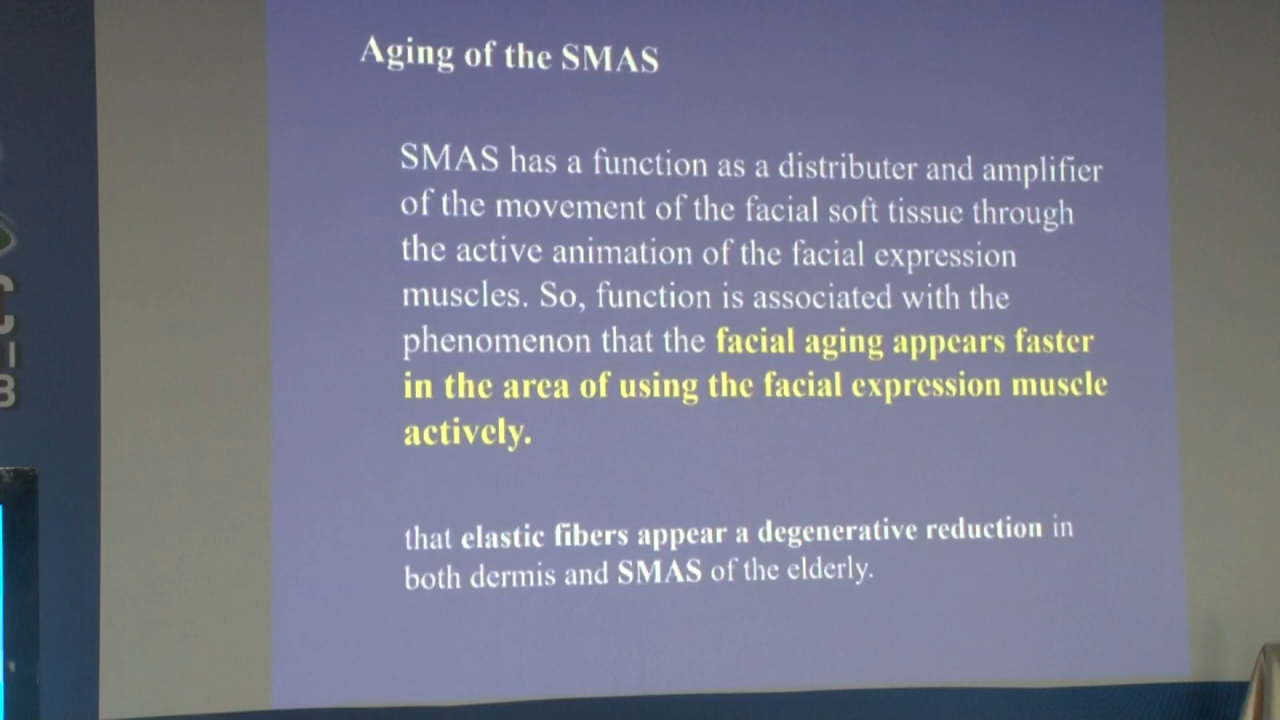 Aging of the SMAS
SMAS has a function as a distributer and amplifier
of the movement of the facial soft tissue through
the active animation of the facial expression
muscles. So, function is associated with the
phenomenon that the facial aging appears faster
in the area of using the facial expression muscle
actively.
that elastic fibers appear a degenerative reduction in
both dermis and SMAS of the elderly.
C
I
B